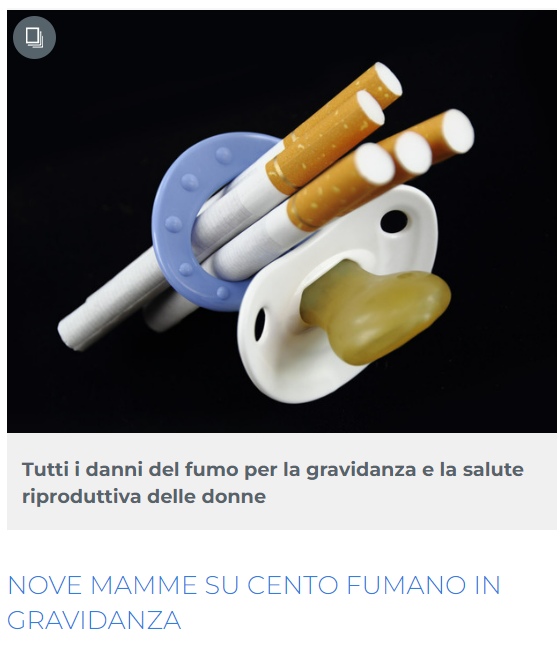 Tutti i danni del fumo per la gravidanza e la salute
riproduttiva delle donne
NOVE MAMME SU CENTO FUMANO IN
GRAVIDANZA